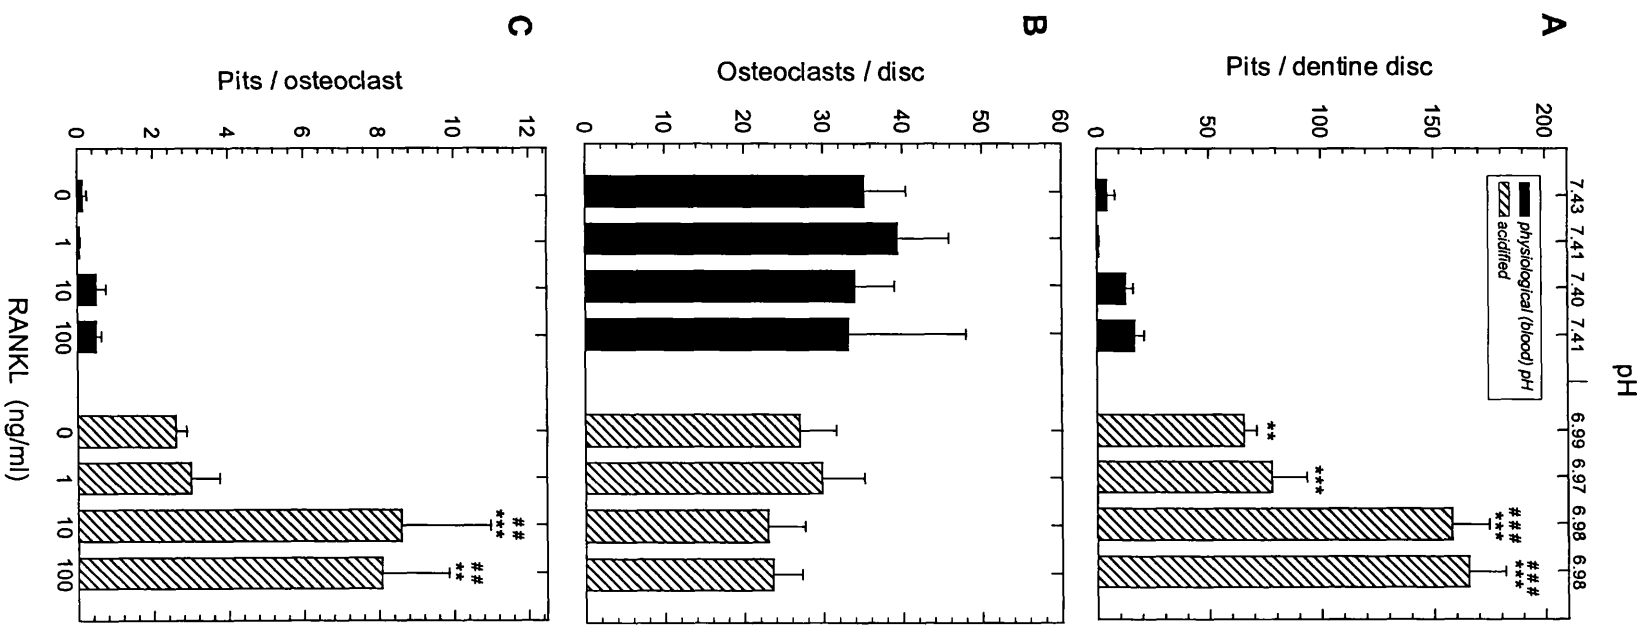 pH
7.43 7.41 7.40 7.41 6.99 6.97 6.98 6.98
A
Pits / dentine disc
200
150
100
50
0
physiological (blood) pH
acidified
**
***
###
***
###
***
B
Osteoclasts / disc
60
50
40
30
20
10
0
C
Pits / osteoclast
12
10
8
6
4
2
0
##
***
##
**
0 1 10 100 0 1 10 100
RANKL (ng/ml)